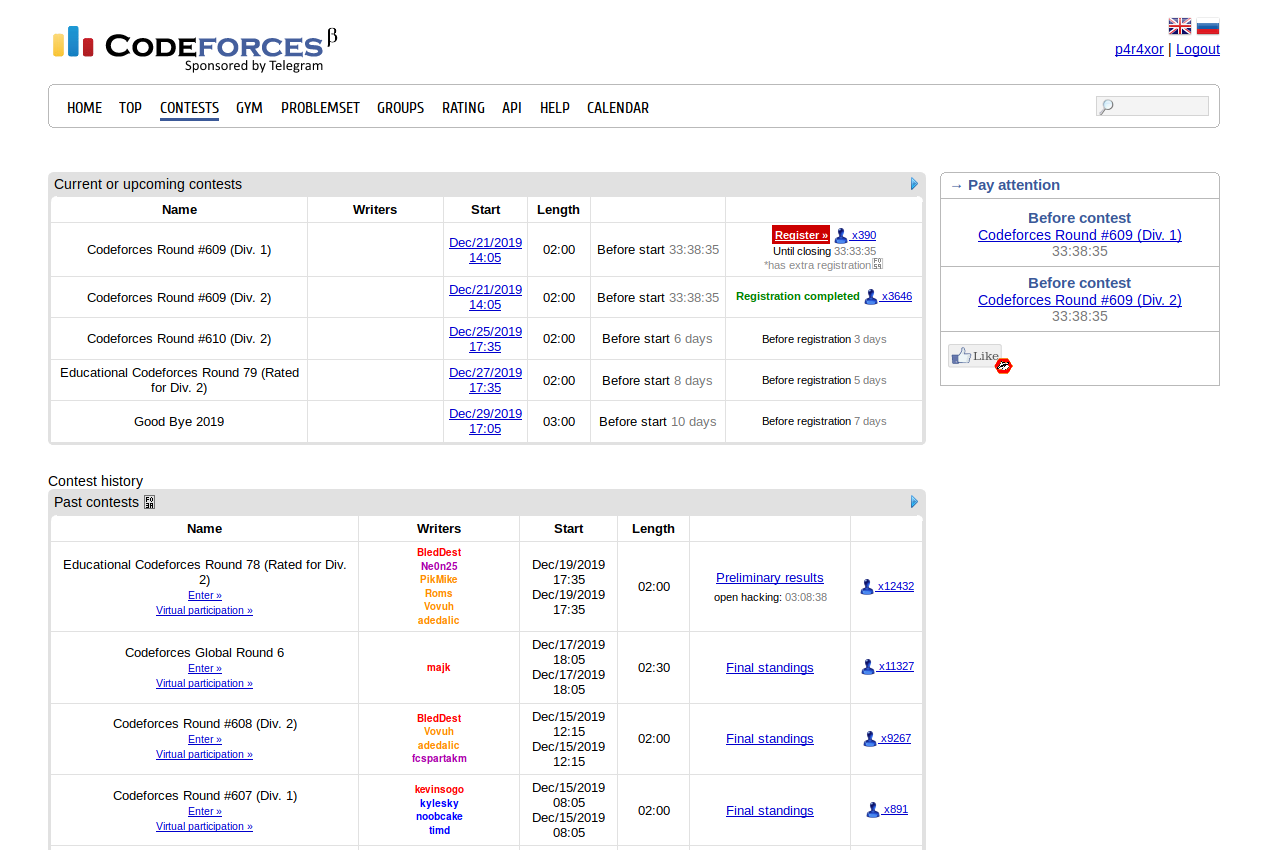 CODEFORCES β
Sponsored by Telegram
p4r4xor | Logout
HOME TOP CONTESTS GYM PROBLEMSET GROUPS RATING API HELP CALENDAR
Current or upcoming contests
Name Writers Start Length
Codeforces Round #609 (Div. 1) Dec/21/2019 14:05 02:00 Before start 33:38:35 Register » x390
Until closing 33:33:35
*has extra registration
Codeforces Round #609 (Div. 2) Dec/21/2019 14:05 02:00 Before start 33:38:35 Registration completed x3646
Codeforces Round #610 (Div. 2) Dec/25/2019 17:35 02:00 Before start 6 days Before registration 3 days
Educational Codeforces Round 79 (Rated for Div. 2) Dec/27/2019 17:35 02:00 Before start 8 days Before registration 5 days
Good Bye 2019 Dec/29/2019 17:05 03:00 Before start 10 days Before registration 7 days
→ Pay attention
Before contest
Codeforces Round #609 (Div. 1)
33:38:35
Before contest
Codeforces Round #609 (Div. 2)
33:38:35
Like
Contest history
Past contests
Name Writers Start Length
Educational Codeforces Round 78 (Rated for Div. 2)
Enter »
Virtual participation »
BledDest
Ne0n25
PikMike
Roms
Vovuh
adedalic
Dec/19/2019
17:35
Dec/19/2019
17:35
02:00
Preliminary results
open hacking: 03:08:38
x12432
Codeforces Global Round 6
Enter »
Virtual participation »
majk
Dec/17/2019
18:05
Dec/17/2019
18:05
02:30
Final standings
x11327
Codeforces Round #608 (Div. 2)
Enter »
Virtual participation »
BledDest
Vovuh
adedalic
fcspartakm
Dec/15/2019
12:15
Dec/15/2019
12:15
02:00
Final standings
x9267
Codeforces Round #607 (Div. 1)
Enter »
Virtual participation »
kevinsogo
kylesky
noobcake
timd
Dec/15/2019
08:05
Dec/15/2019
08:05
02:00
Final standings
x891